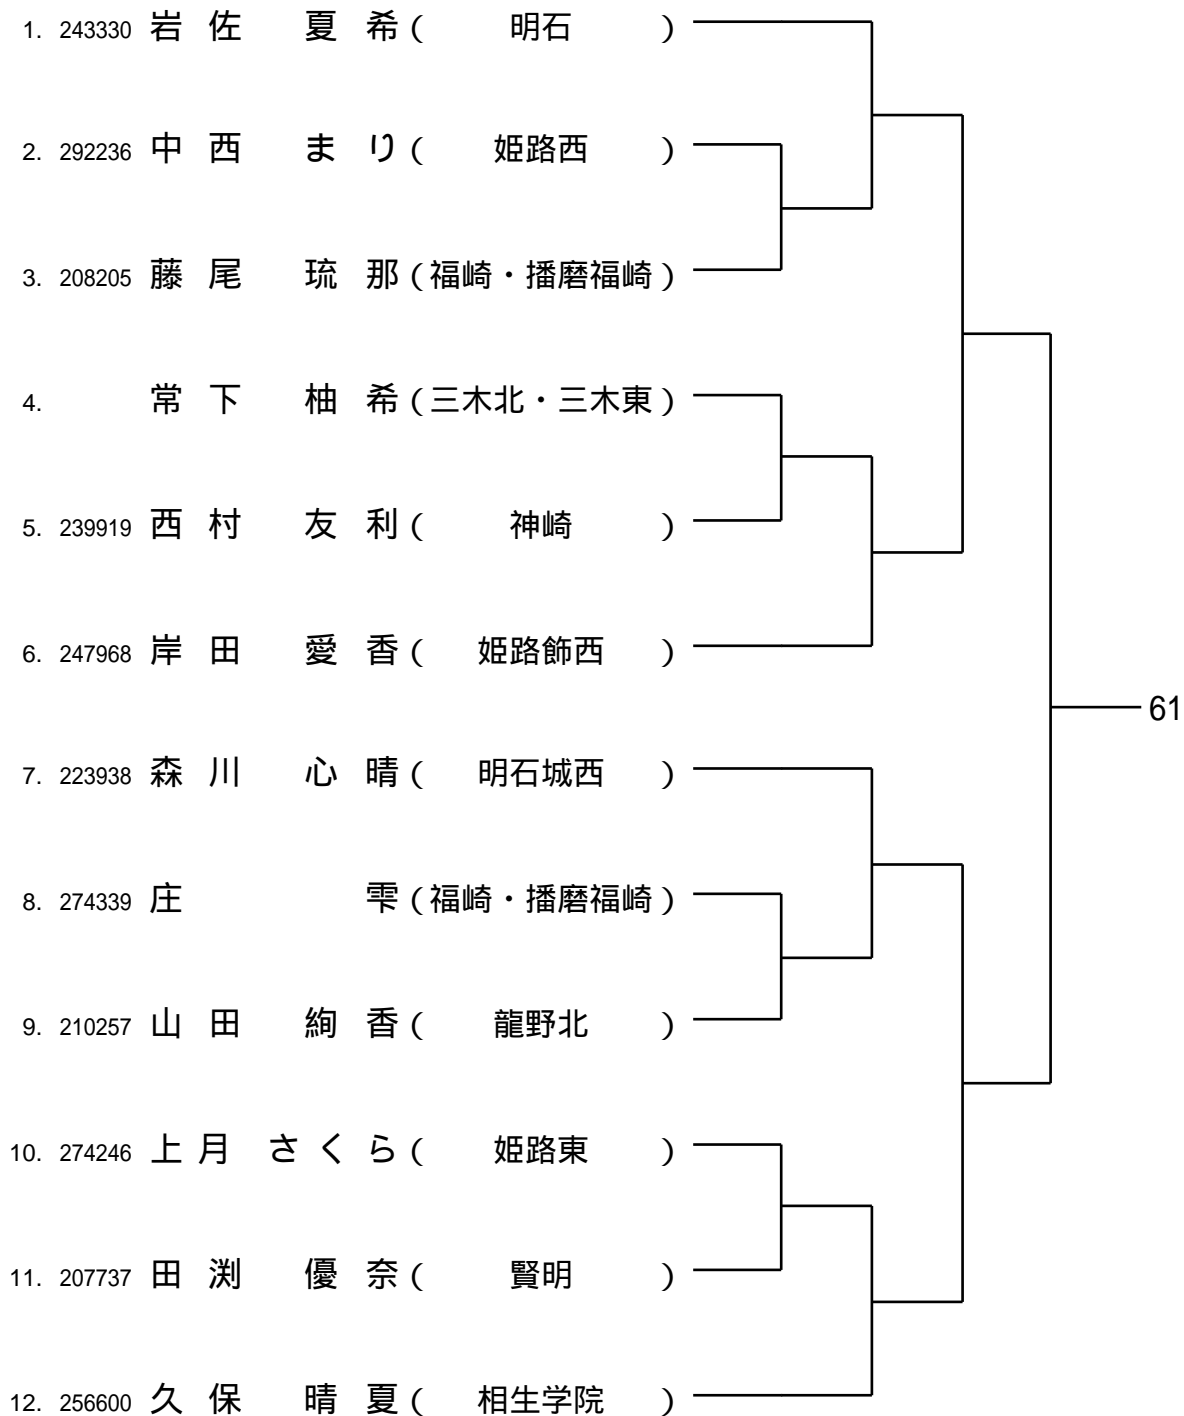 1. 243330 岩佐 夏希 ( 明石 )
2. 292236 中西 まり ( 姫路西 )
3. 208205 藤尾 琉那 ( 福崎・播磨福崎 )
4. 常下 柚希 ( 三木北・三木東 )
5. 239919 西村 友利 ( 神崎 )
6. 247968 岸田 愛香 ( 姫路飾西 )
61
7. 223938 森川 心晴 ( 明石城西 )
8. 274339 庄 雫 ( 福崎・播磨福崎 )
9. 210257 山田 絢香 ( 龍野北 )
10. 274246 上月 さくら ( 姫路東 )
11. 207737 田渕 優奈 ( 賢明 )
12. 256600 久保 晴夏 ( 相生学院 )